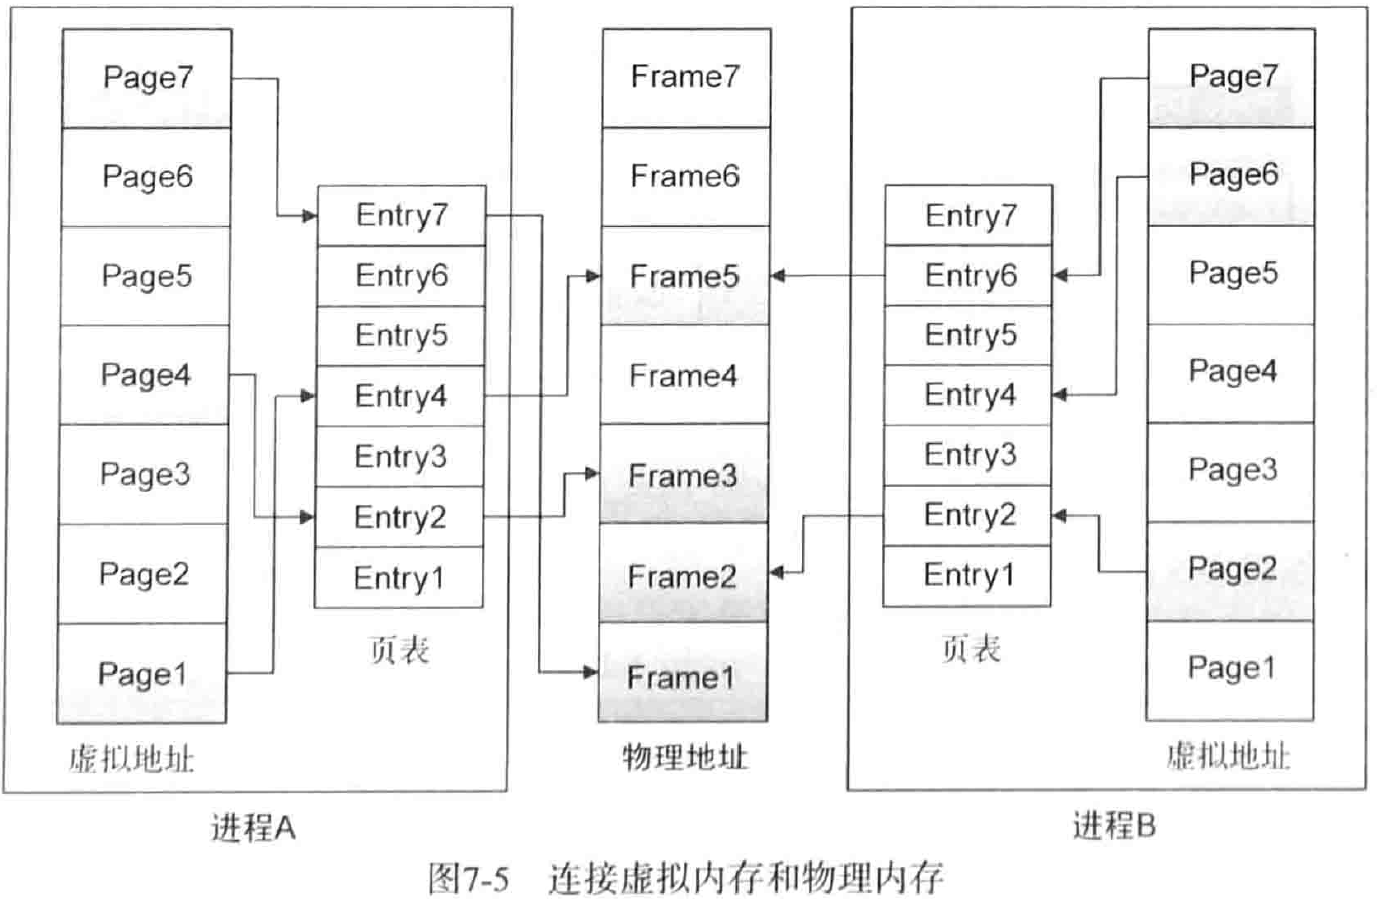 Page7
Page6
Page5
Page4
Page3
Page2
Page1
虚拟地址
Entry7
Entry6
Entry5
Entry4
Entry3
Entry2
Entry1
页表
进程A
Frame7
Frame6
Frame5
Frame4
Frame3
Frame2
Frame1
物理地址
Entry7
Entry6
Entry5
Entry4
Entry3
Entry2
Entry1
页表
Page7
Page6
Page5
Page4
Page3
Page2
Page1
虚拟地址
进程B
图7-5 连接虚拟内存和物理内存